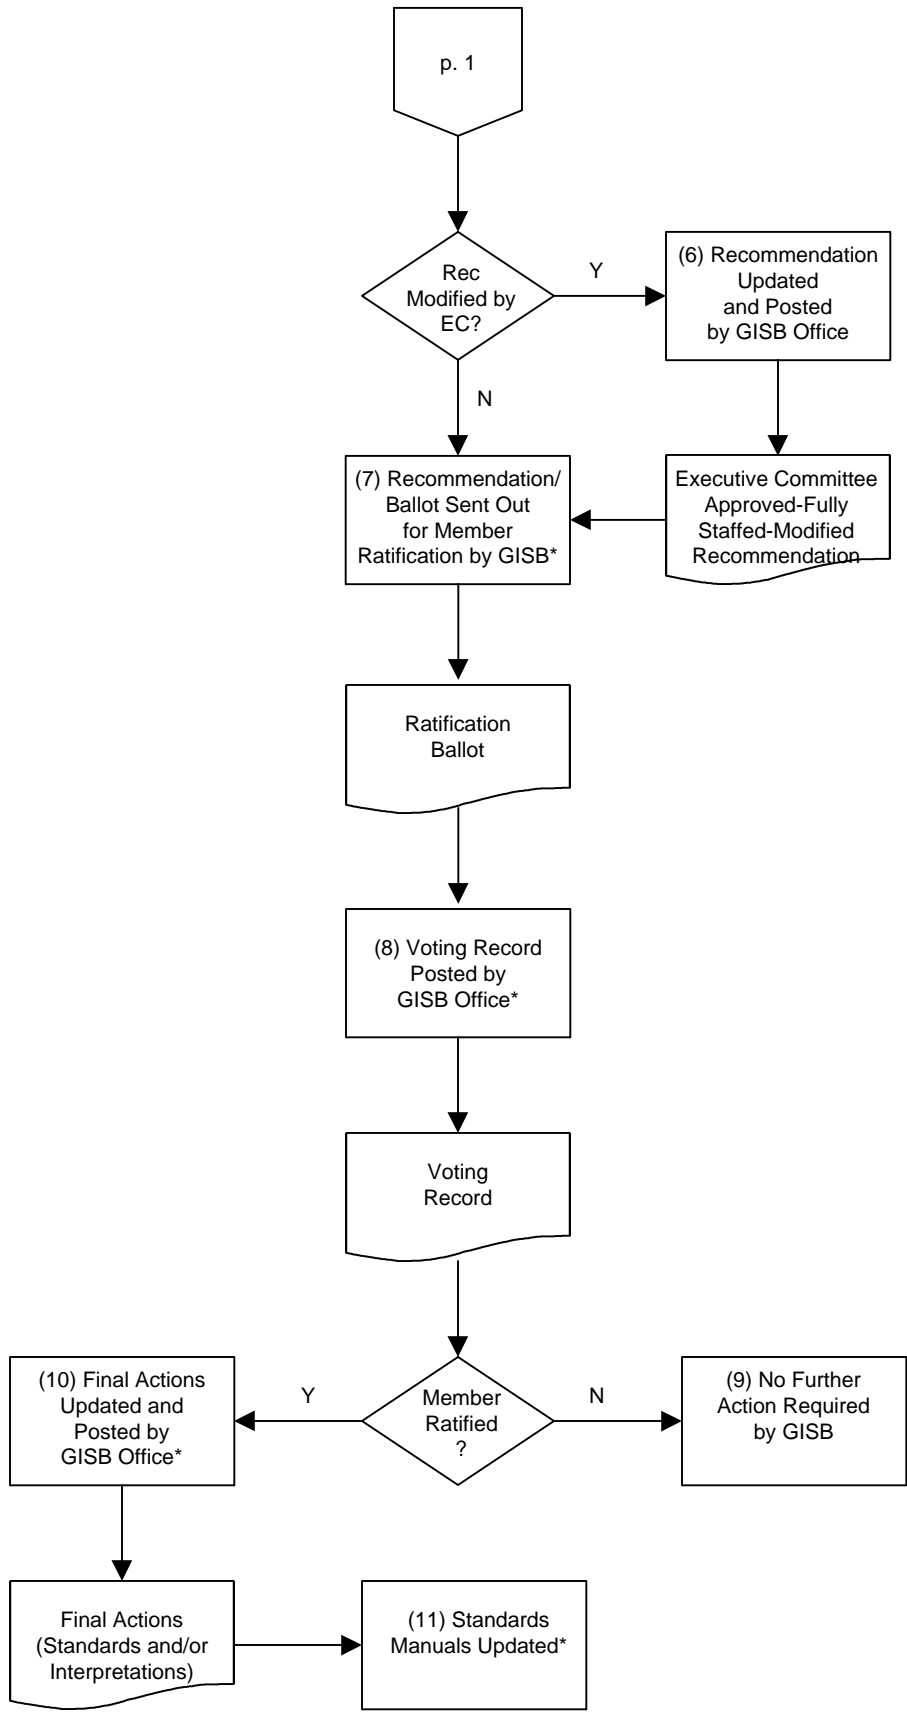 p. 1
Rec
Modified by
EC?
Y
(6) Recommendation
Updated
and Posted
by GISB Office
N
(7) Recommendation/
Ballot Sent Out
for Member
Ratification by GISB*
Executive Committee
Approved-Fully
Staffed-Modified
Recommendation
Ratification
Ballot
(8) Voting Record
Posted by
GISB Office*
Voting
Record
(10) Final Actions
Updated and
Posted by
GISB Office*
Y
Member
Ratified
?
N
(9) No Further
Action Required
by GISB
Final Actions
(Standards and/or
Interpretations)
(11) Standards
Manuals Updated*